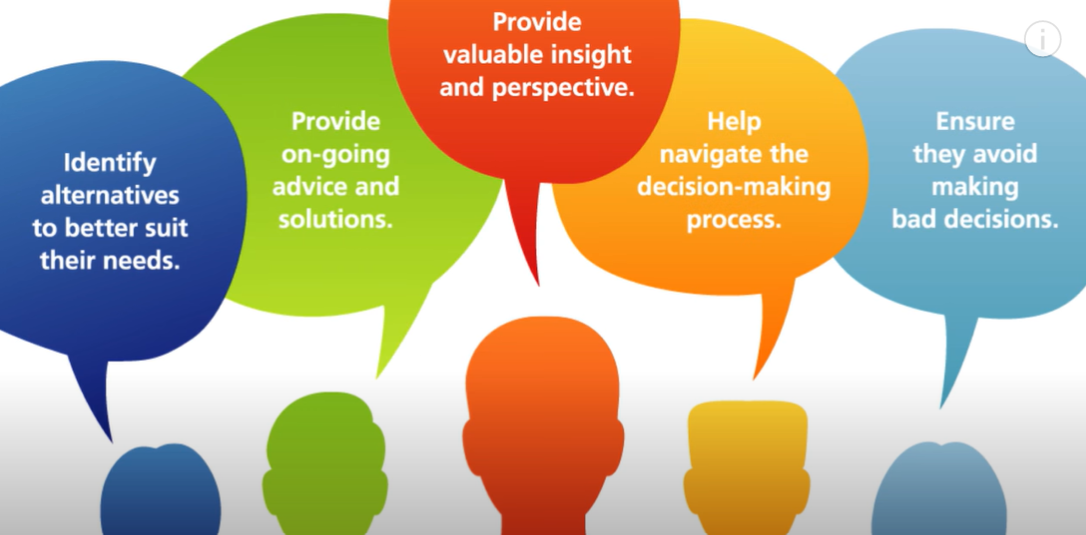 Identify
alternatives
to better suit
their needs.
Provide
on-going
advice and
solutions.
Provide
valuable insight
and perspective.
Help
navigate the
decision-making
process.
Ensure
they avoid
making
bad decisions.
i